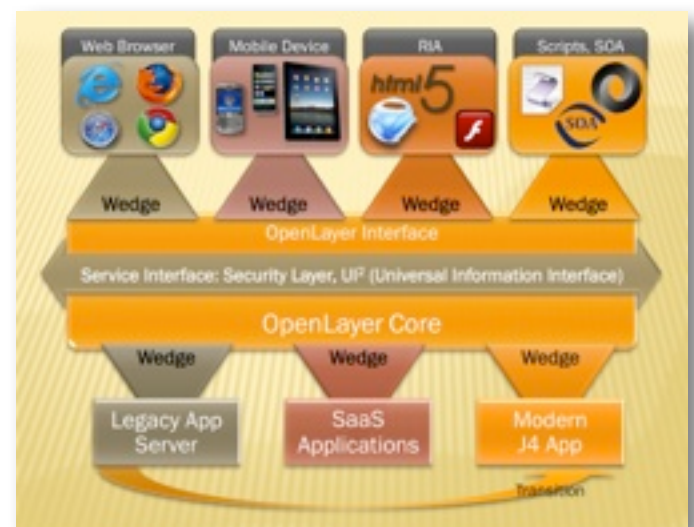 Web Browser
Mobile Device
RIA
Scripts, SOA
html5
SOA
Wedge
Wedge
Wedge
Wedge
OpenLayer Interface
Service Interface: Security Layer, UI² (Universal Information Interface)
OpenLayer Core
Wedge
Wedge
Wedge
Legacy App
Server
SaaS
Applications
Modern
J4 App
Transition